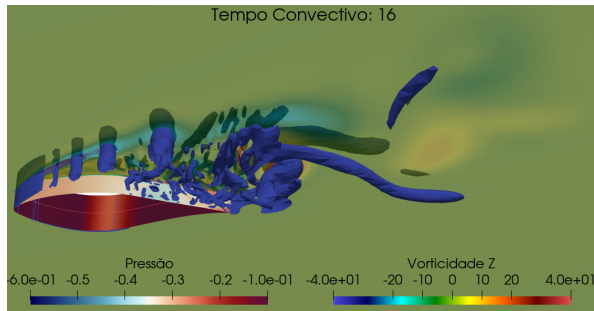 Tempo Convectivo: 16
Pressão
-6.0e-01 -0.5 -0.4 -0.3 -0.2 -1.0e-01
Vorticidade Z
-4.0e+01 -20 -10 0 10 20 4.0e+01